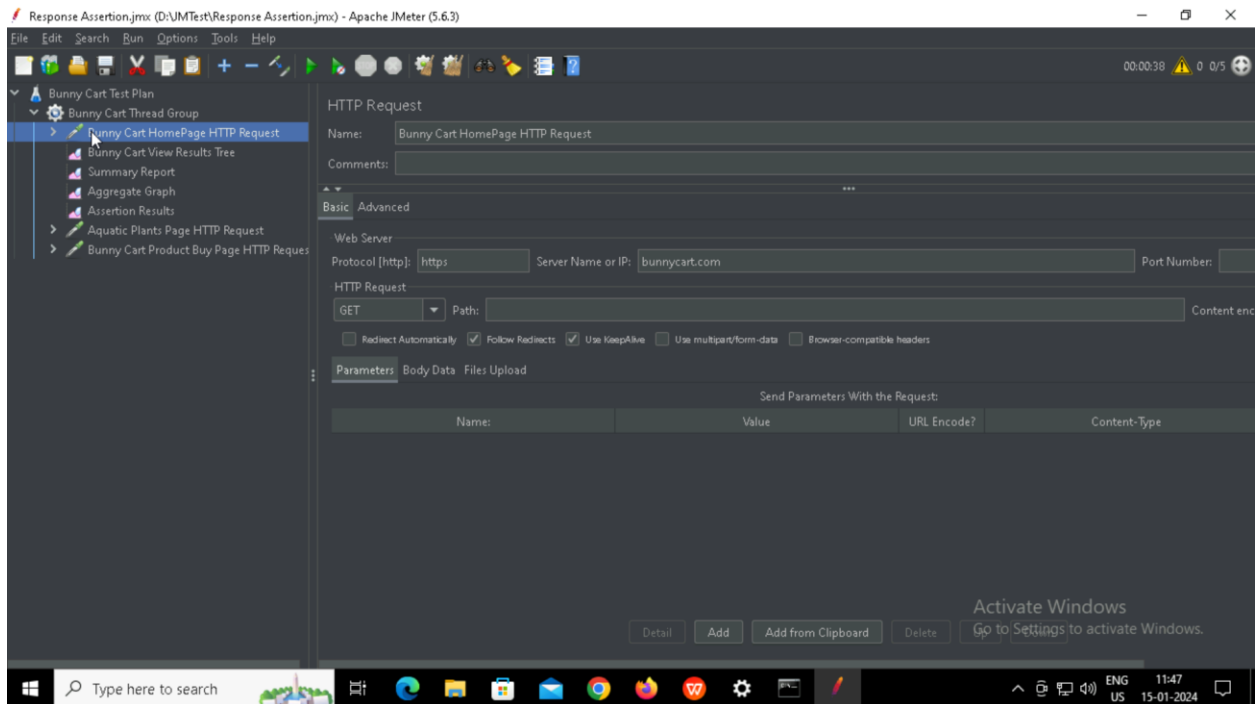 Response Assertion.jmx (D:\JMTest\Response Assertion.jmx) - Apache JMeter (5.6.3)
File Edit Search Run Options Tools Help
00:00:38 0 0/5
Bunny Cart Test Plan
Bunny Cart Thread Group
Bunny Cart HomePage HTTP Request
Bunny Cart View Results Tree
Summary Report
Aggregate Graph
Assertion Results
Aquatic Plants Page HTTP Request
Bunny Cart Product Buy Page HTTP Reques
HTTP Request
Name: Bunny Cart HomePage HTTP Request
Comments:
Basic Advanced
Web Server
Protocol [http]: https Server Name or IP: bunnycart.com Port Number:
HTTP Request
GET Path: Content enc
Redirect Automatically Follow Redirects Use KeepAlive Use multipart/form-data Browser-compatible headers
Parameters Body Data Files Upload
Send Parameters With the Request:
Name: Value URL Encode? Content-Type
Detail Add Add from Clipboard Delete Up Down
Activate Windows
Go to Settings to activate Windows.
Type here to search
ENG
US
11:47
15-01-2024